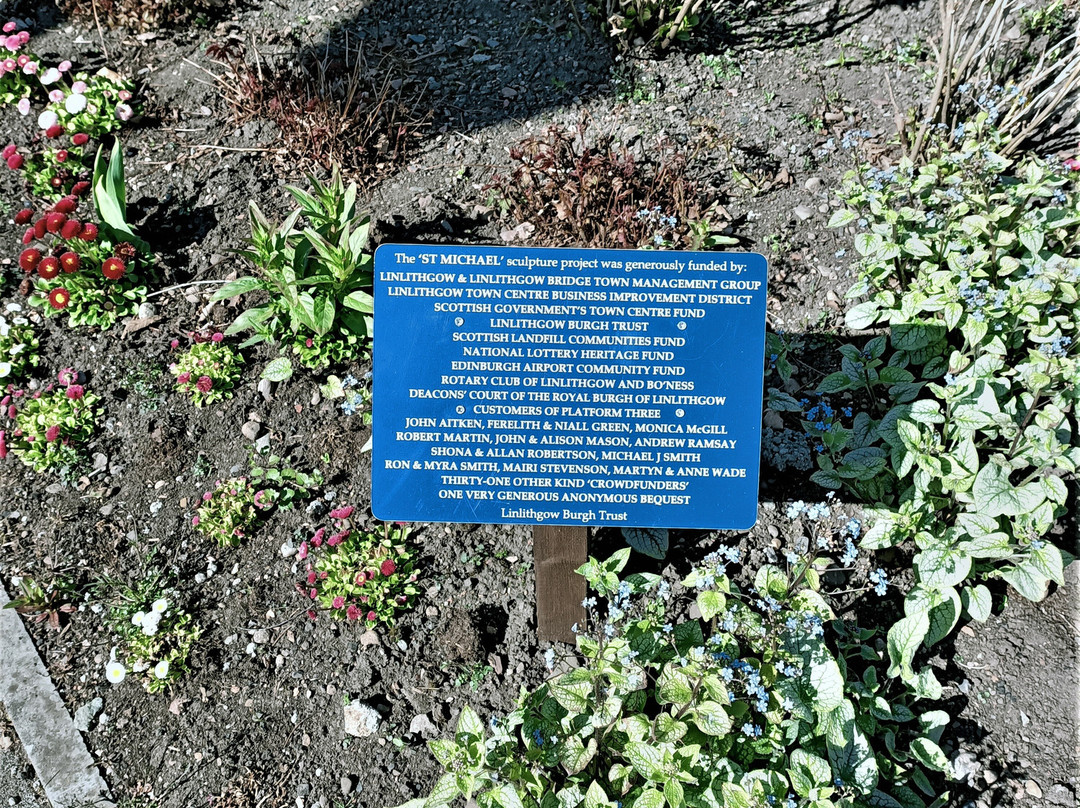 The 'ST MICHAEL' sculpture project was generously funded by:
LINLITHGOW & LINLITHGOW BRIDGE TOWN MANAGEMENT GROUP
LINLITHGOW TOWN CENTRE BUSINESS IMPROVEMENT DISTRICT
SCOTTISH GOVERNMENT'S TOWN CENTRE FUND
LINLITHGOW BURGH TRUST
SCOTTISH LANDFILL COMMUNITIES FUND
NATIONAL LOTTERY HERITAGE FUND
EDINBURGH AIRPORT COMMUNITY FUND
ROTARY CLUB OF LINLITHGOW AND BO'NESS
DEACONS' COURT OF THE ROYAL BURGH OF LINLITHGOW
CUSTOMERS OF PLATFORM THREE
JOHN AITKEN, FERELITH & NIALL GREEN, MONICA McGILL
ROBERT MARTIN, JOHN & ALISON MASON, ANDREW RAMSAY
SHONA & ALLAN ROBERTSON, MICHAEL J SMITH
RON & MYRA SMITH, MAIRI STEVENSON, MARTYN & ANNE WADE
THIRTY-ONE OTHER KIND 'CROWDFUNDERS'
ONE VERY GENEROUS ANONYMOUS BEQUEST
Linlithgow Burgh Trust